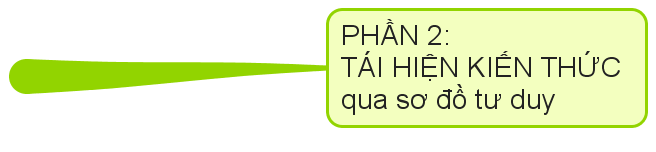 PHẦN 2:
TÁI HIỆN KIẾN THỨC
qua sơ đồ tư duy